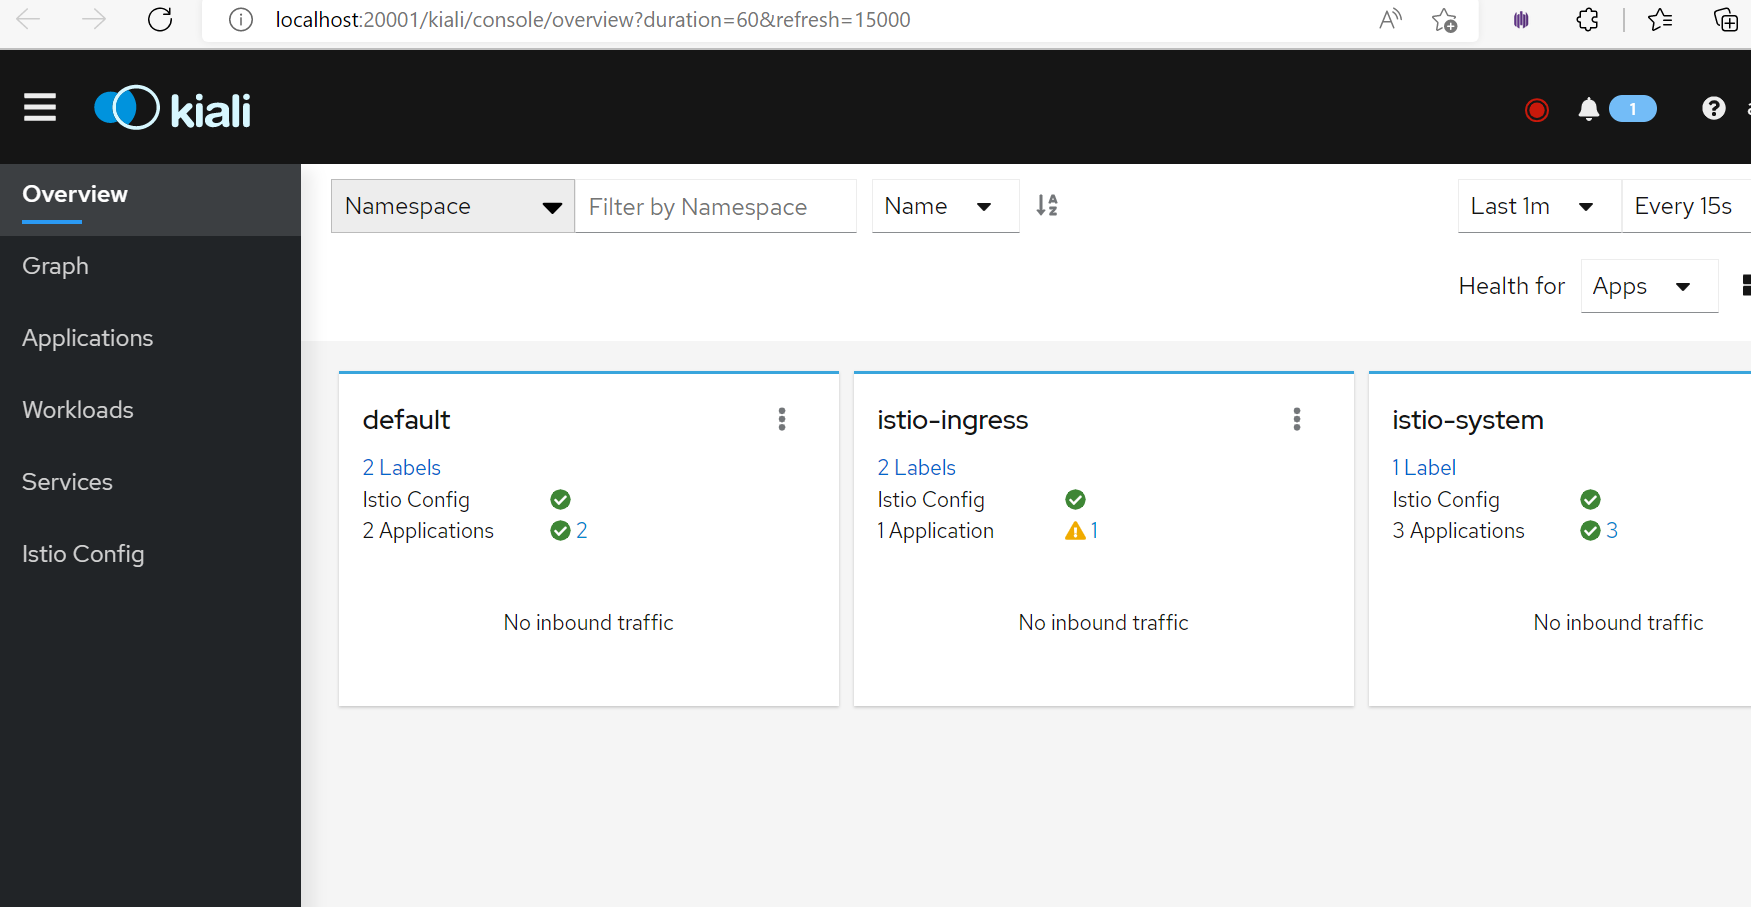 localhost:20001/kiali/console/overview?duration=60&refresh=15000
kiali
1
Overview
Graph
Applications
Workloads
Services
Istio Config
Namespace
Filter by Namespace
Name
Last 1m
Every 15s
Health for
Apps
default
2 Labels
Istio Config
2 Applications 2
No inbound traffic
istio-ingress
2 Labels
Istio Config
1 Application 1
No inbound traffic
istio-system
1 Label
Istio Config
3 Applications 3
No inbound traffic